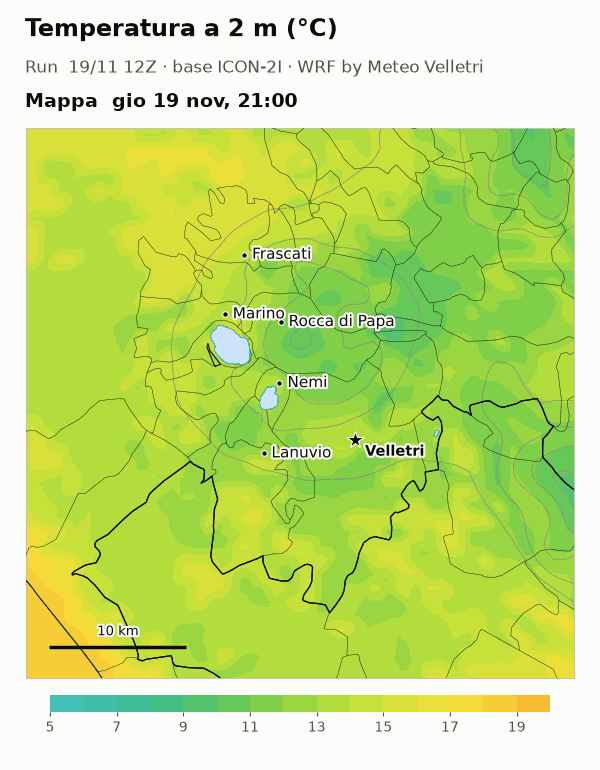 Temperatura a 2 m (°C)
Run  19/11 12Z · base ICON-2I · WRF by Meteo Velletri
Mappa  gio 19 nov, 21:00
Frascati
Marino
Rocca di Papa
Nemi
Velletri
Lanuvio
10 km
5 7 9 11 13 15 17 19